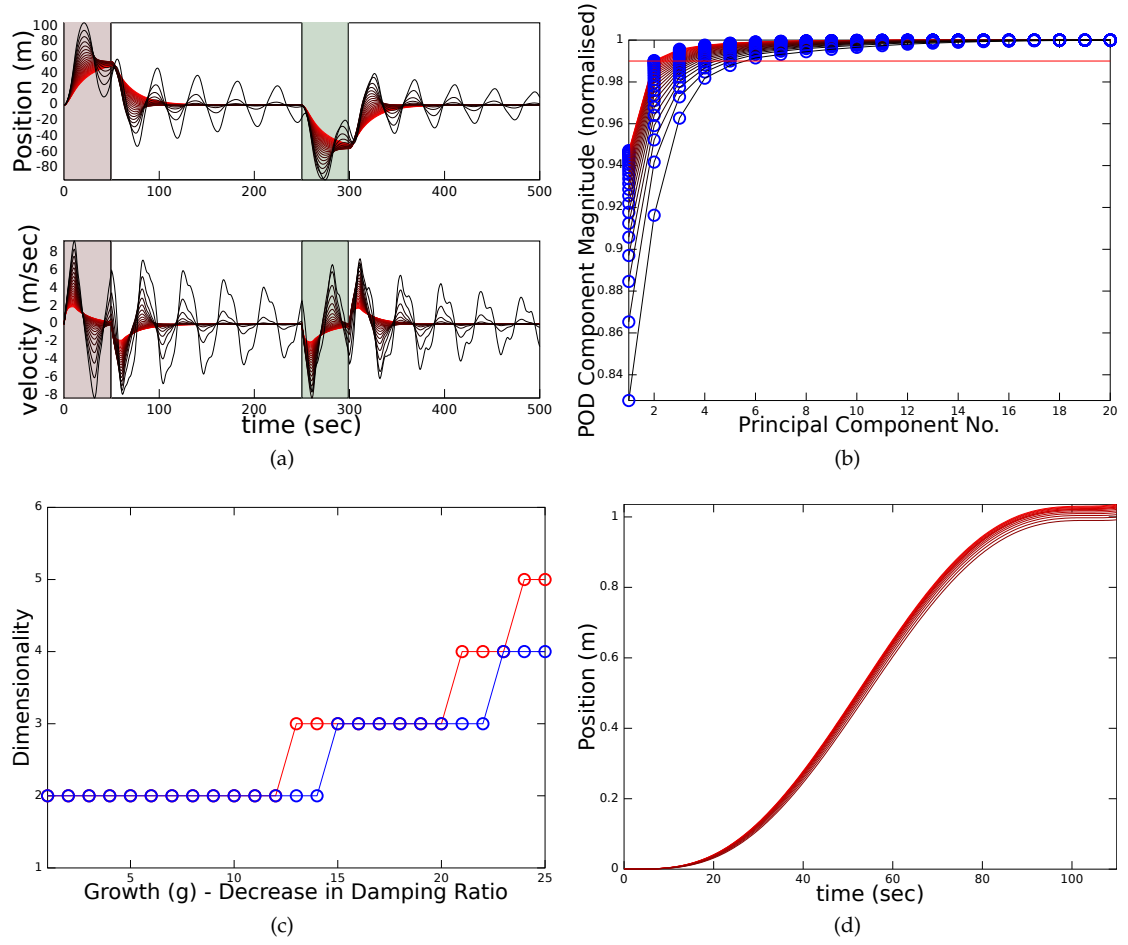 Position (m)
100
80
60
40
20
0
-20
-40
-60
-80
0 100 200 300 400 500
velocity (m/sec)
8
6
4
2
0
-2
-4
-6
-8
0 100 200 300 400 500
time (sec)
(a)
POD Component Magnitude (normalised)
1
0.98
0.96
0.94
0.92
0.9
0.88
0.86
0.84
2 4 6 8 10 12 14 16 18 20
Principal Component No.
(b)
Dimensionality
6
5
4
3
2
1
5 10 15 20 25
Growth (g) - Decrease in Damping Ratio
(c)
Position (m)
1
0.8
0.6
0.4
0.2
0
0 20 40 60 80 100
time (sec)
(d)